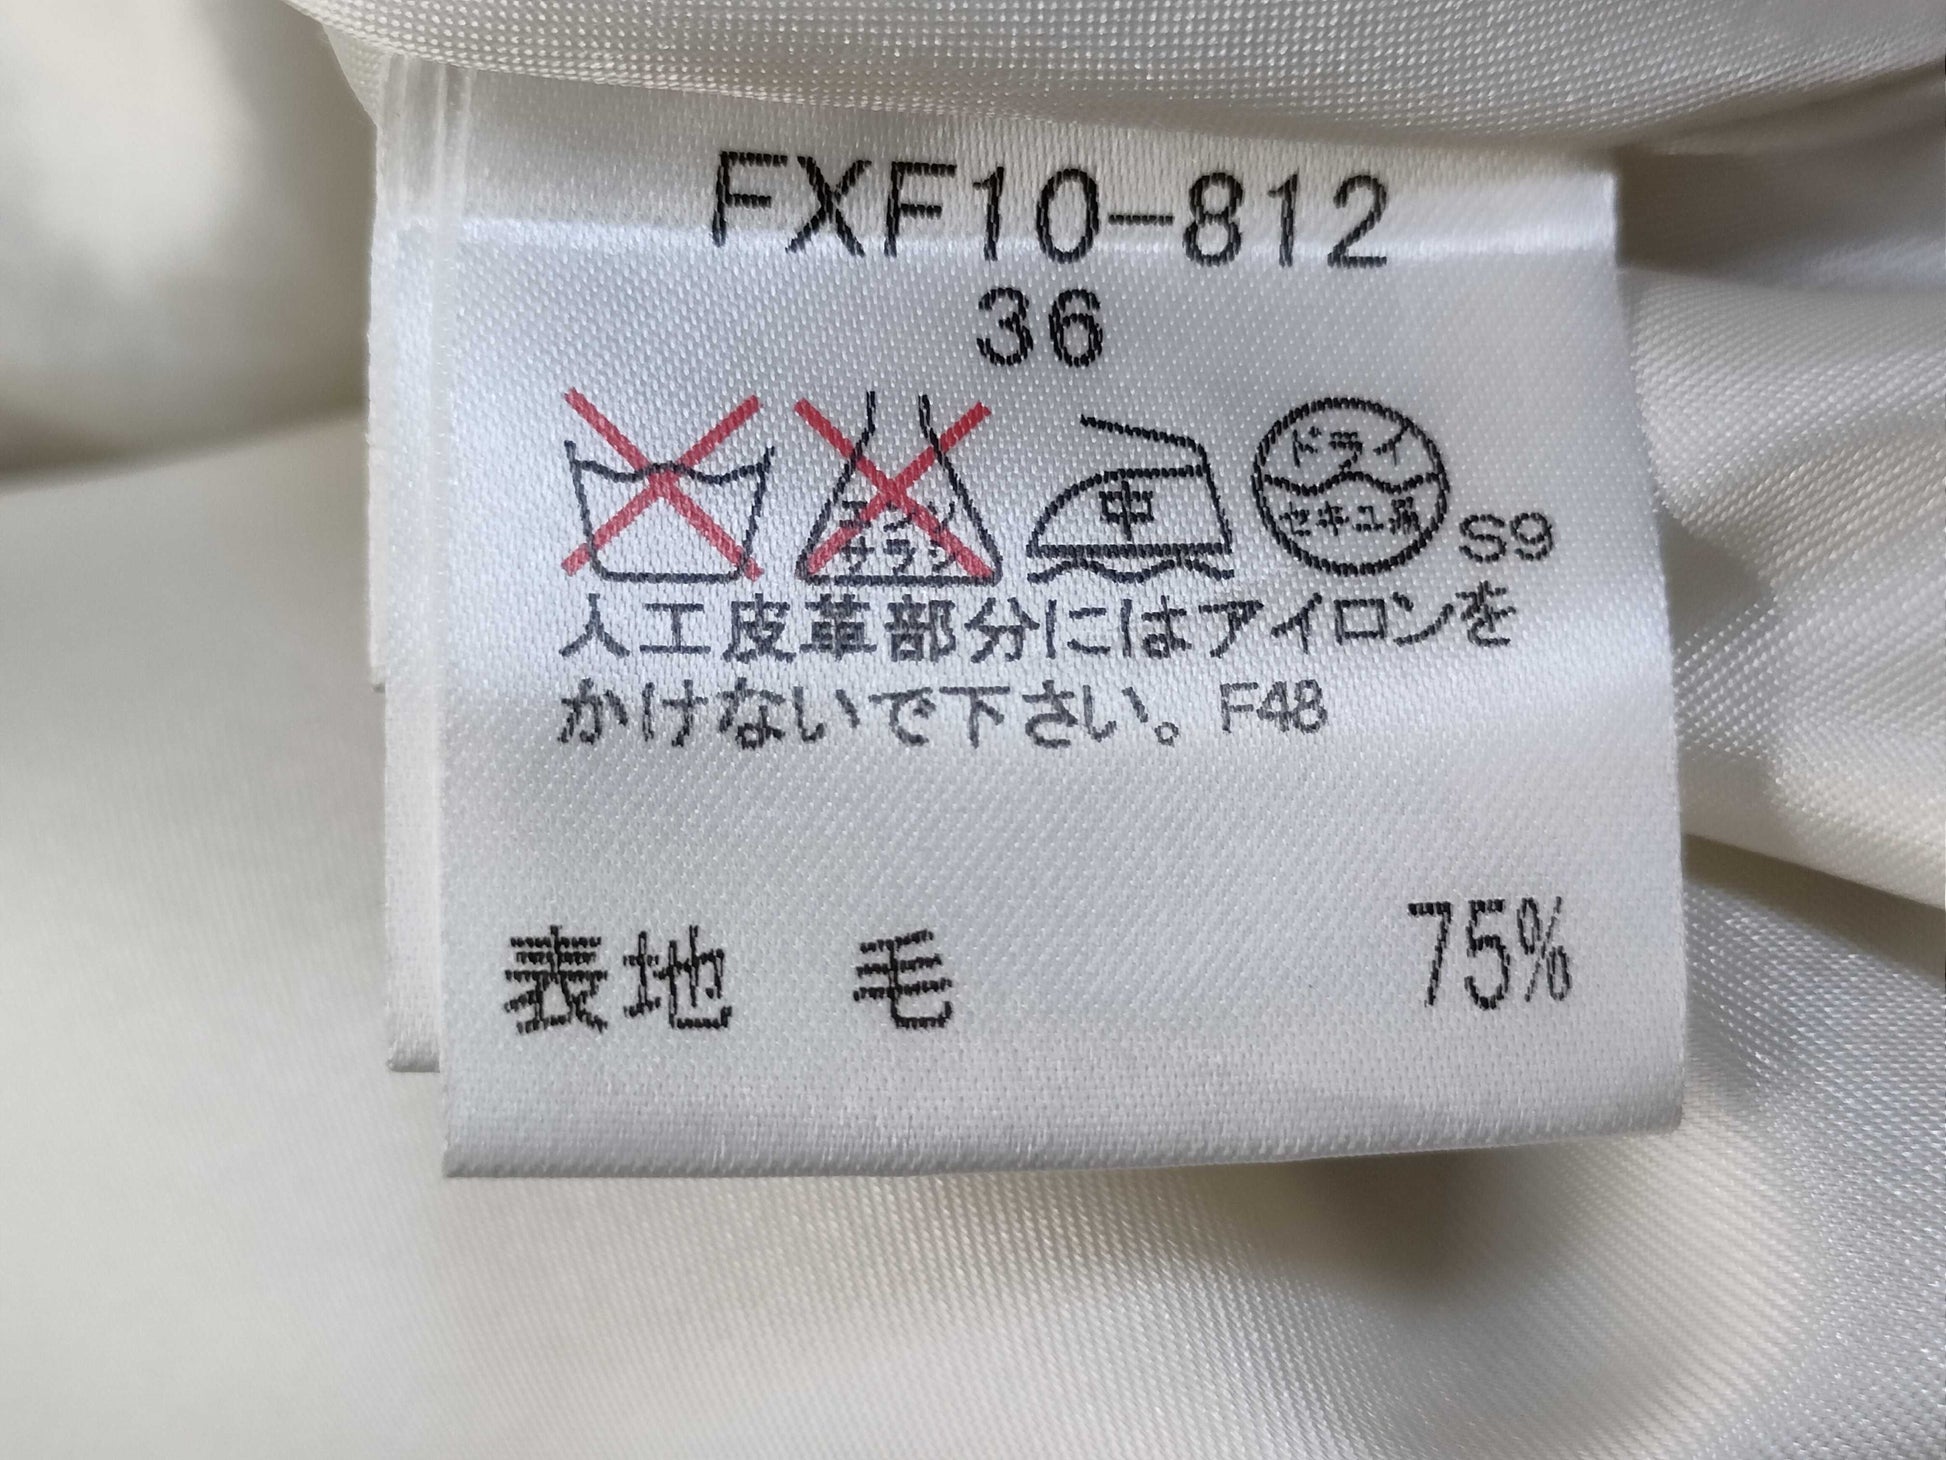 FXF10-812
36
エンソ
サラシ
中
ドライ
セキユ系
S9
人工皮革部分にはアイロンを
かけないで下さい。F48
表地 毛 75%